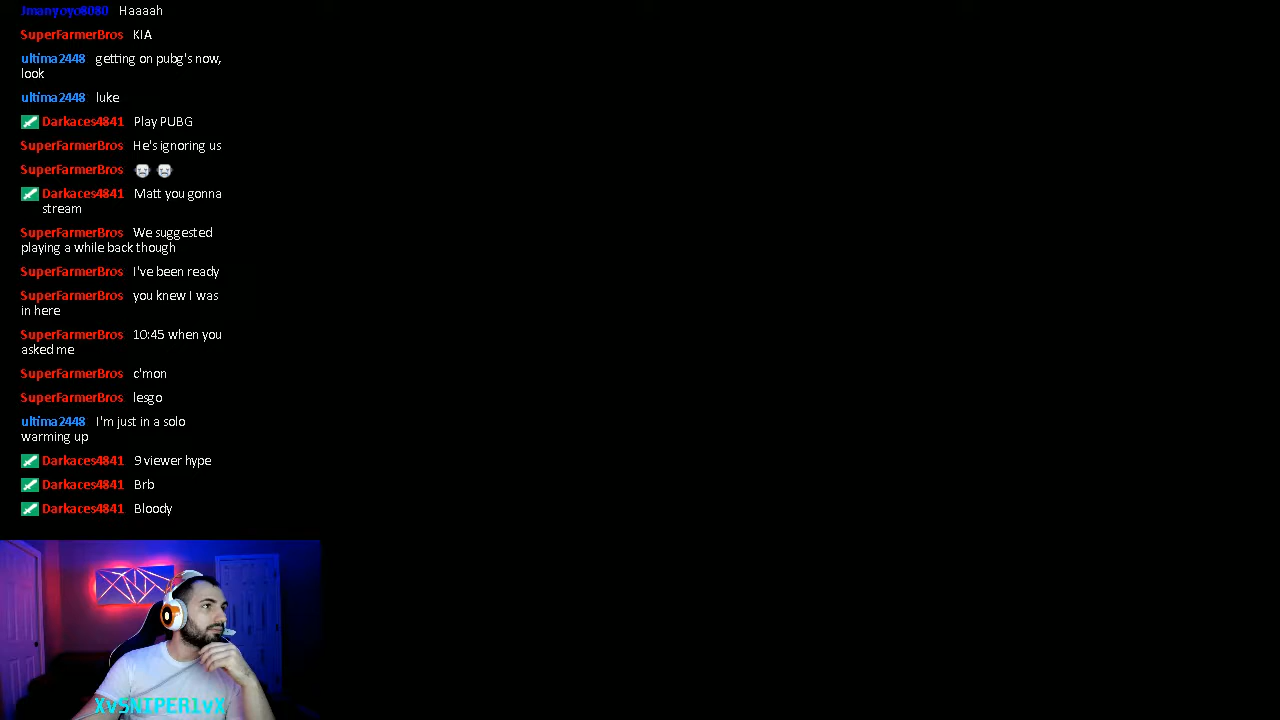 Jmanyoyo8080 Haaaah
SuperFarmerBros KIA
ultima2448 getting on pubg's now,
look
ultima2448 luke
Darkaces4841 Play PUBG
SuperFarmerBros He's ignoring us
SuperFarmerBros
Darkaces4841 Matt you gonna
stream
SuperFarmerBros We suggested
playing a while back though
SuperFarmerBros I've been ready
SuperFarmerBros you knew I was
in here
SuperFarmerBros 10:45 when you
asked me
SuperFarmerBros c'mon
SuperFarmerBros lesgo
ultima2448 I'm just in a solo
warming up
Darkaces4841 9 viewer hype
Darkaces4841 Brb
Darkaces4841 Bloody
XvSNIPER1vX